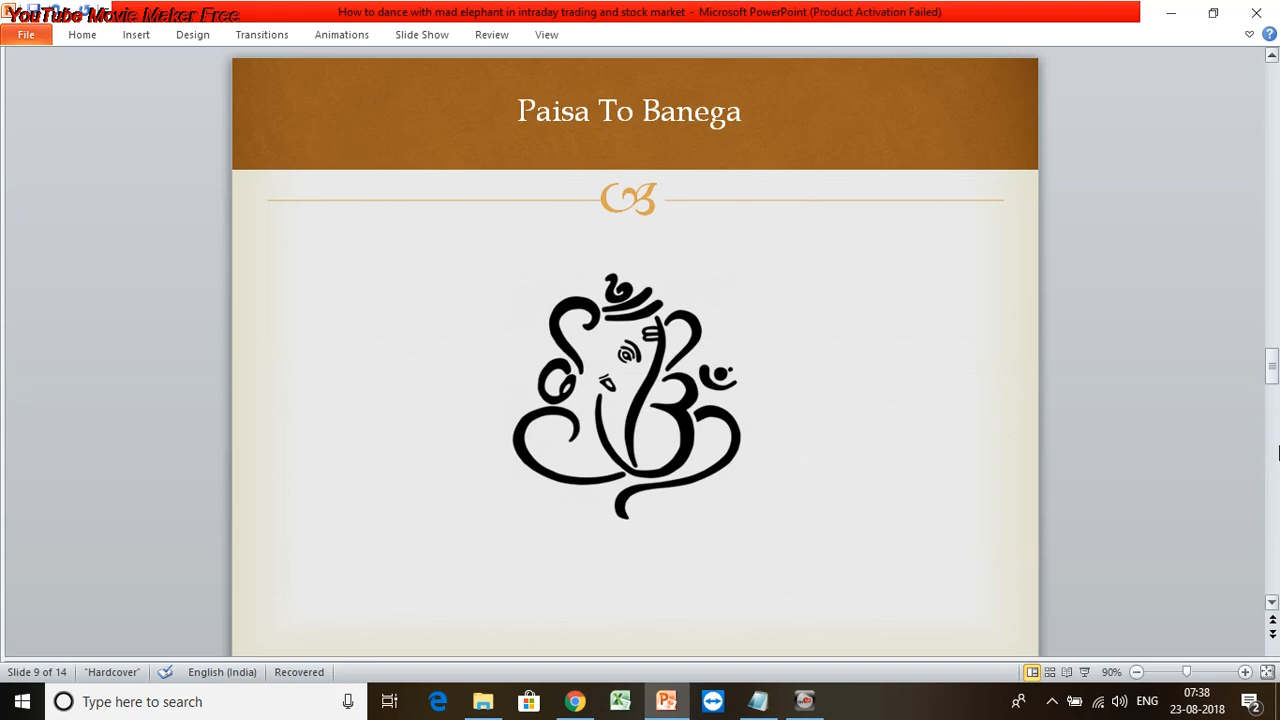 YouTube Movie Maker Free
How to dance with mad elephant in intraday trading and stock market - Microsoft PowerPoint (Product Activation Failed)
File Home Insert Design Transitions Animations Slide Show Review View
Paisa To Banega
Slide 9 of 14 "Hardcover" English (India) Recovered 90%
Type here to search
ENG 07:38
23-08-2018
2